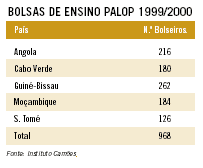 BOLSAS DE ENSINO PALOP 1999/2000
País N.º Bolseiros
Angola 216
Cabo Verde 180
Guiné-Bissau 262
Moçambique 184
S. Tomé 126
Total 968
Fonte: Instituto Camões.